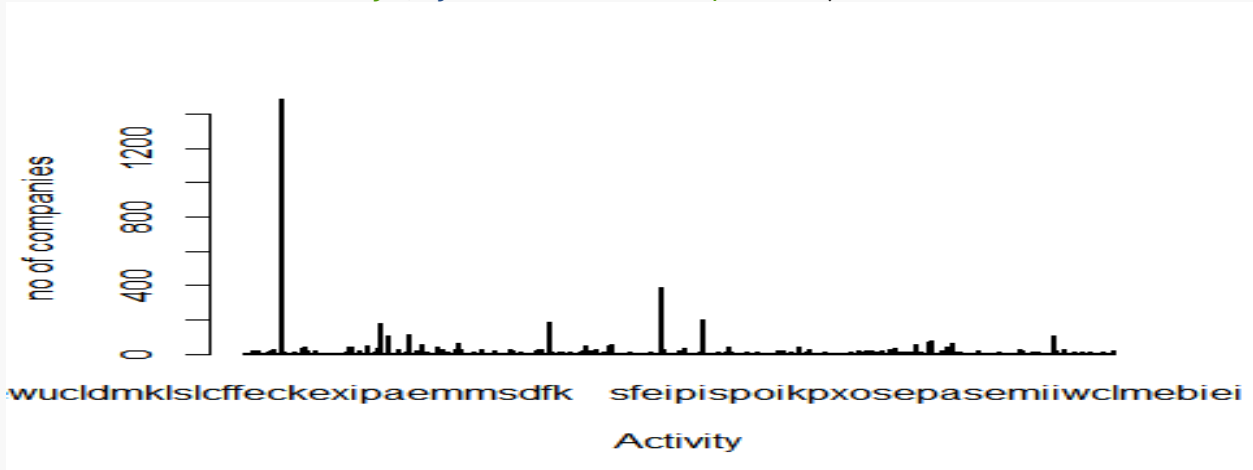 no of companies
1200
800
400
0
wucldmklslcffeckexipaemmsdfk sfeipispoikpxosepasemiiwclmebiei
Activity